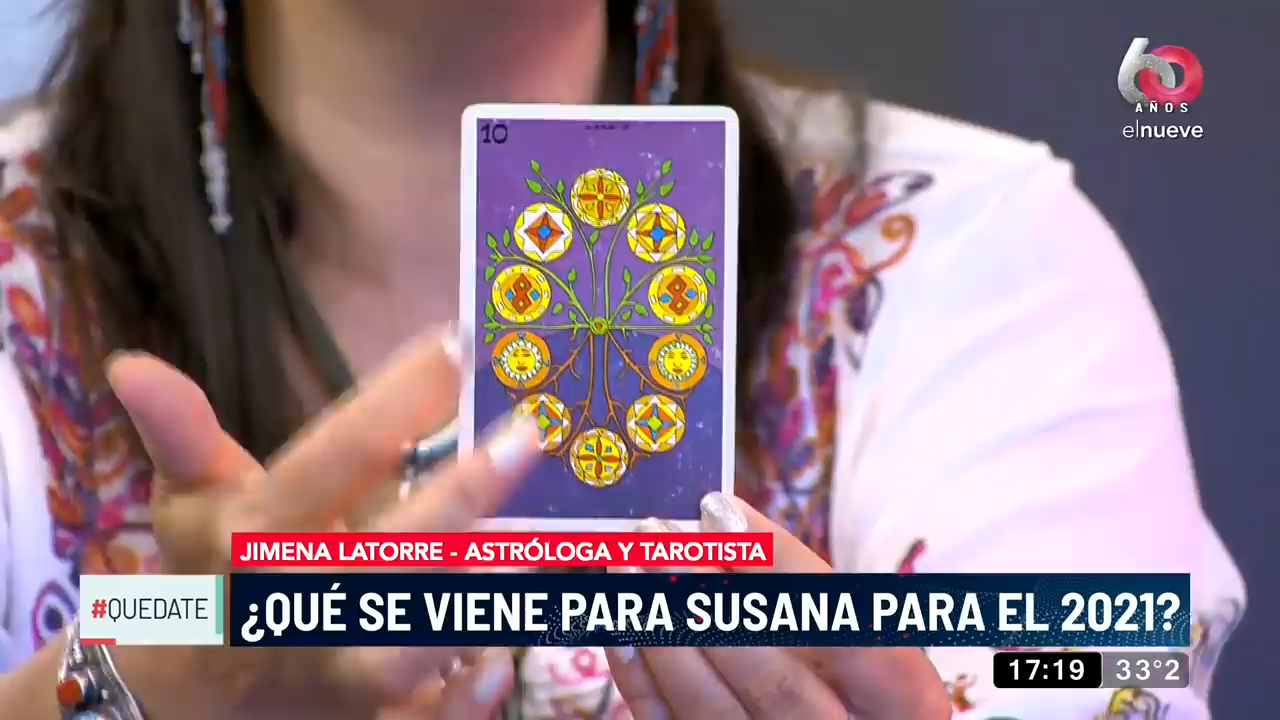 10
60
AÑOS
elnueve
JIMENA LATORRE - ASTRÓLOGA Y TAROTISTA
#QUEDATE
¿QUÉ SE VIENE PARA SUSANA PARA EL 2021?
17:19 33°2